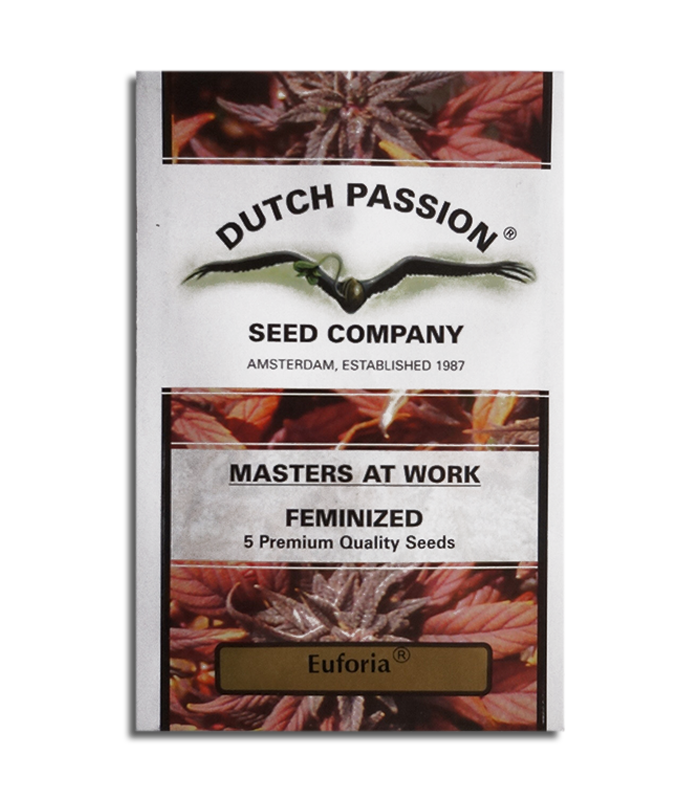 DUTCH PASSION®
SEED COMPANY
AMSTERDAM, ESTABLISHED 1987
MASTERS AT WORK
FEMINIZED
5 Premium Quality Seeds
Euforia®